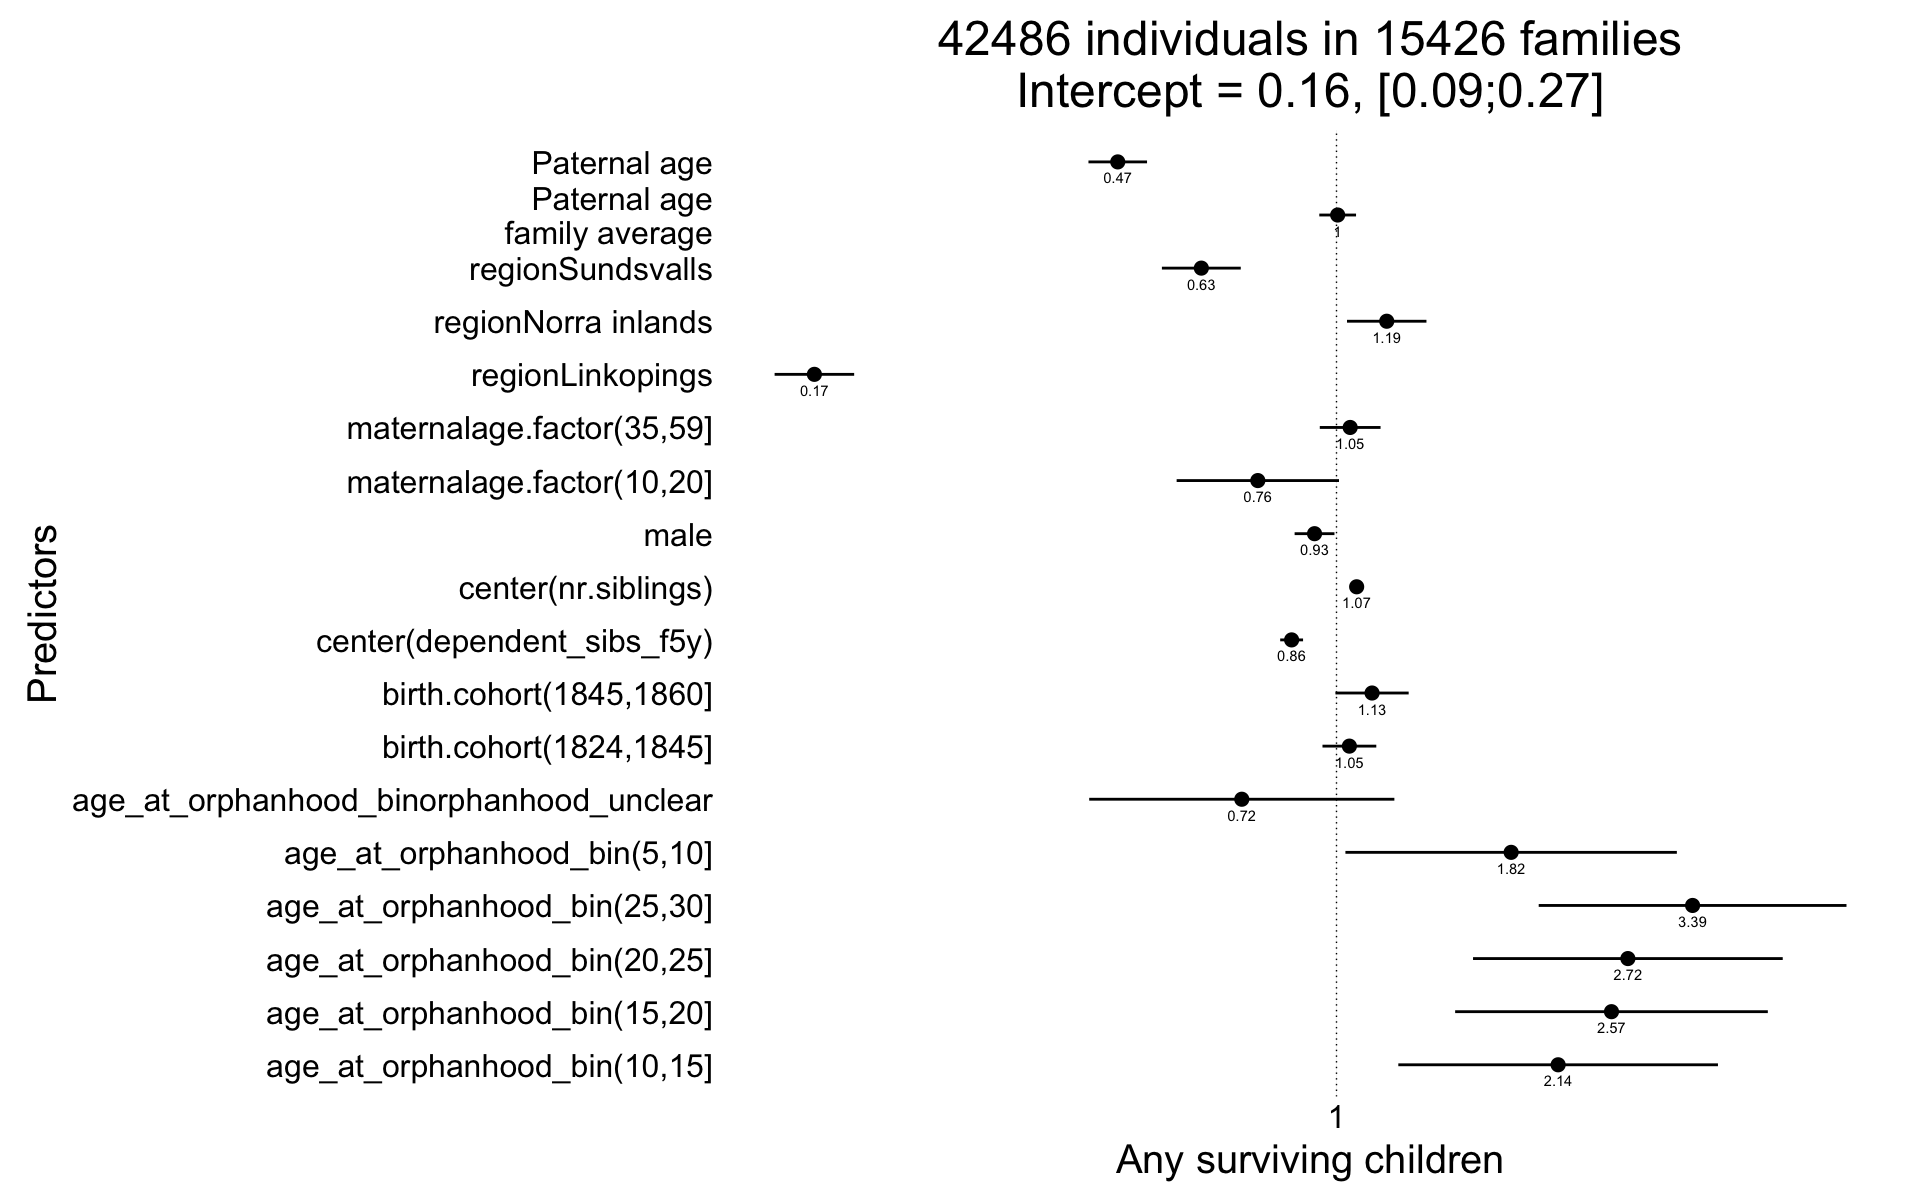 42486 individuals in 15426 families
Intercept = 0.16, [0.09;0.27]
Paternal age
0.47
Paternal age
family average
1
regionSundsvalls
0.63
regionNorra inlands
1.19
regionLinkopings
0.17
maternalage.factor(35,59]
1.05
maternalage.factor(10,20]
0.76
male
0.93
center(nr.siblings)
1.07
center(dependent_sibs_f5y)
0.86
birth.cohort(1845,1860]
1.13
birth.cohort(1824,1845]
1.05
age_at_orphanhood_binorphanhood_unclear
0.72
age_at_orphanhood_bin(5,10]
1.82
age_at_orphanhood_bin(25,30]
3.39
age_at_orphanhood_bin(20,25]
2.72
age_at_orphanhood_bin(15,20]
2.57
age_at_orphanhood_bin(10,15]
2.14
Predictors
1
Any surviving children